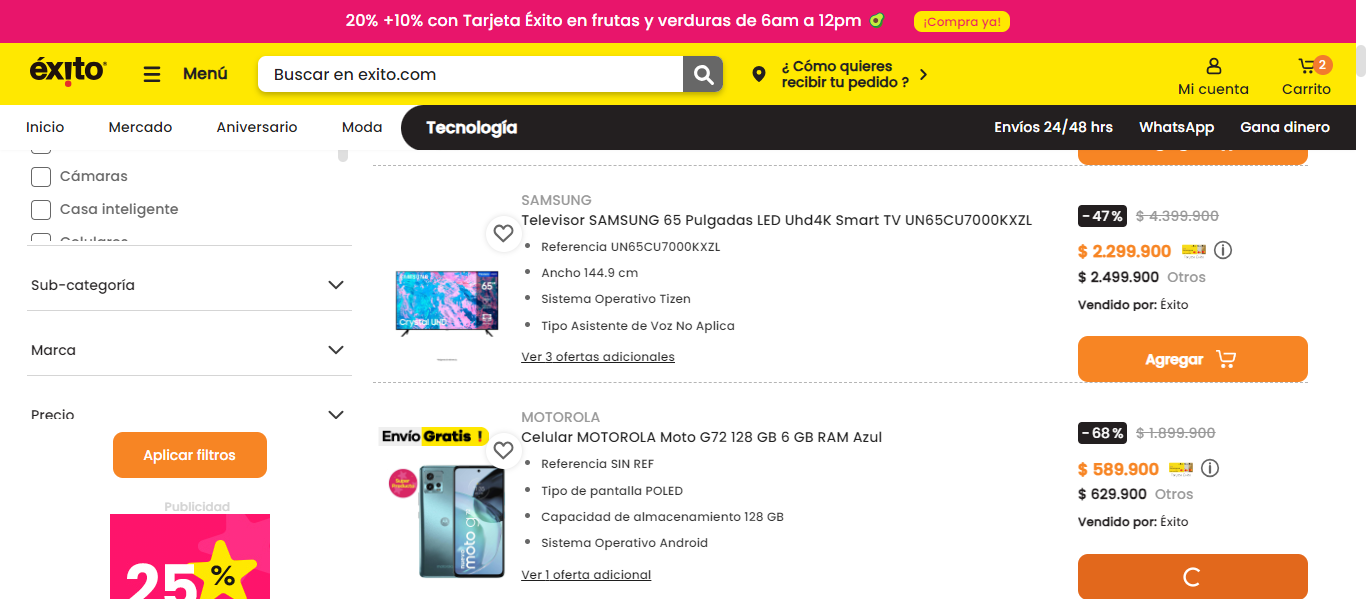 20% +10% con Tarjeta Éxito en frutas y verduras de 6am a 12pm ¡Compra ya!
éxito
Menú
Buscar en exito.com
¿ Cómo quieres
recibir tu pedido ?
Mi cuenta
2
Carrito
Inicio Mercado Aniversario Moda Tecnología Envíos 24/48 hrs WhatsApp Gana dinero
Cámaras
Casa inteligente
Celulares
Sub-categoría
Marca
Precio
Aplicar filtros
Publicidad
25 %
SAMSUNG
Televisor SAMSUNG 65 Pulgadas LED Uhd4K Smart TV UN65CU7000KXZL
Referencia UN65CU7000KXZL
Ancho 144.9 cm
Sistema Operativo Tizen
Tipo Asistente de Voz No Aplica
Ver 3 ofertas adicionales
65"
Crystal UHD
-47% $ 4.399.900
$ 2.299.900
$ 2.499.900 Otros
Vendido por: Éxito
Agregar
MOTOROLA
Envío Gratis !
Celular MOTOROLA Moto G72 128 GB 6 GB RAM Azul
Referencia SIN REF
Tipo de pantalla POLED
Capacidad de almacenamiento 128 GB
Sistema Operativo Android
Ver 1 oferta adicional
Super
Producto
moto g72
-68% $ 1.899.900
$ 589.900
$ 629.900 Otros
Vendido por: Éxito